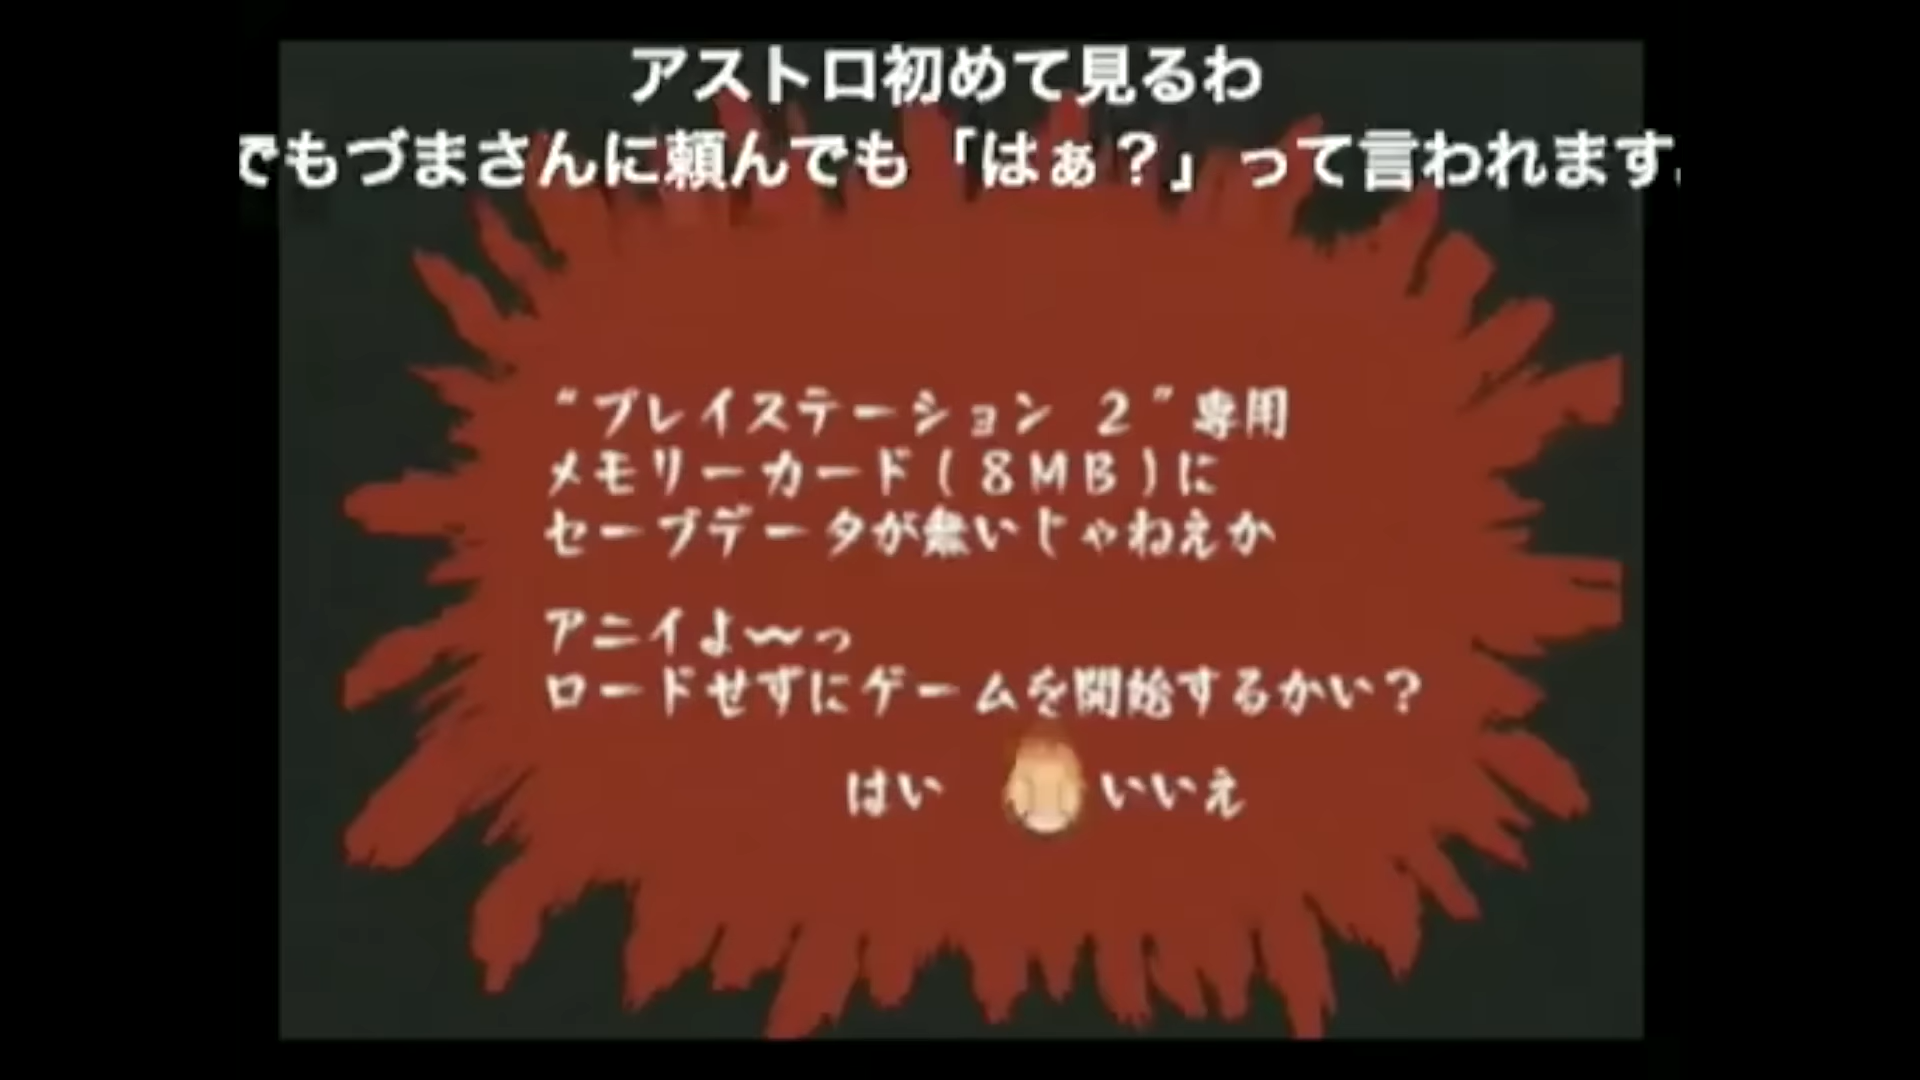 アストロ初めて見るわ
でもづまさんに頼んでも「はぁ？」って言われます
“プレイステーション 2”専用
メモリーカード(8MB)に
セーブデータが無いじゃねえか
アニイよ〜っ
ロードせずにゲームを開始するかい？
はい いいえ